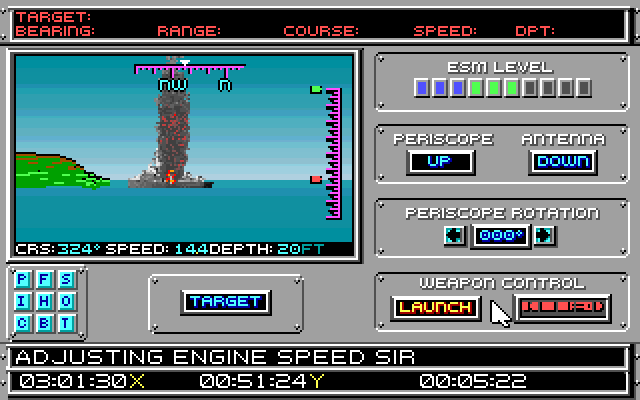 TARGET:
BEARING: RANGE: COURSE: SPEED: DPT:
NW N
ESM LEVEL
PERISCOPE ANTENNA
UP DOWN
PERISCOPE ROTATION
000°
CRS:324° SPEED: 14.4 DEPTH: 20FT
WEAPON CONTROL
LAUNCH
P F S
I H O
C B T
TARGET
ADJUSTING ENGINE SPEED SIR
03:01:30X 00:51:24Y 00:05:22